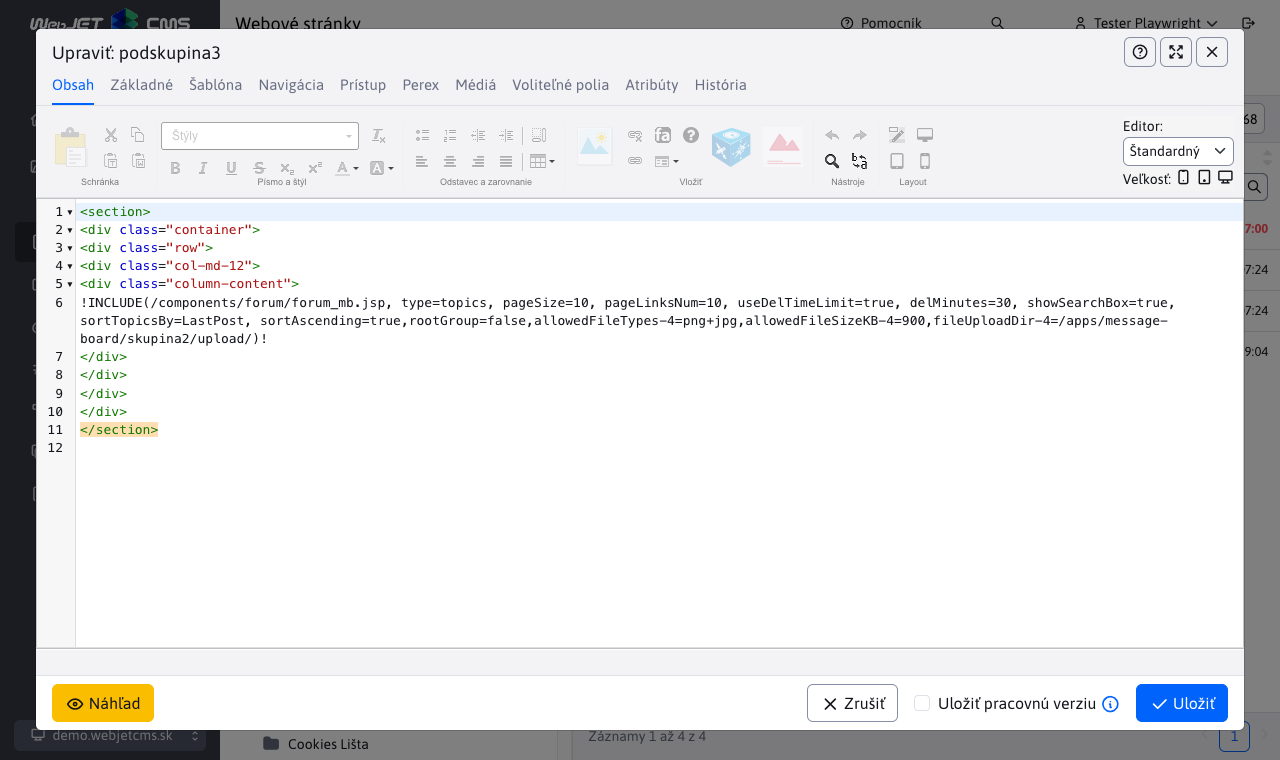 WebJET CMS
Webové stránky
Pomocník
Tester Playwright
Upraviť: podskupina3
Obsah Základné Šablóna Navigácia Prístup Perex Médiá Voliteľné polia Atribúty História
Štýly
Schránka Písmo a štýl Odstavec a zarovnanie Vložiť Nástroje Layout
Editor:
Štandardný
Veľkosť:
68
7:00
7:24
7:24
9:04
1 <section>
2 <div class="container">
3 <div class="row">
4 <div class="col-md-12">
5 <div class="column-content">
6 !INCLUDE(/components/forum/forum_mb.jsp, type=topics, pageSize=10, pageLinksNum=10, useDelTimeLimit=true, delMinutes=30, showSearchBox=true,
sortTopicsBy=LastPost, sortAscending=true,rootGroup=false,allowedFileTypes-4=png+jpg,allowedFileSizeKB-4=900,fileUploadDir-4=/apps/message-
board/skupina2/upload/)!
7 </div>
8 </div>
9 </div>
10 </div>
11 </section>
12
Náhľad
Zrušiť
Uložiť pracovnú verziu
Uložiť
demo.webjetcms.sk
Cookies Lišta
Záznamy 1 až 4 z 4
1